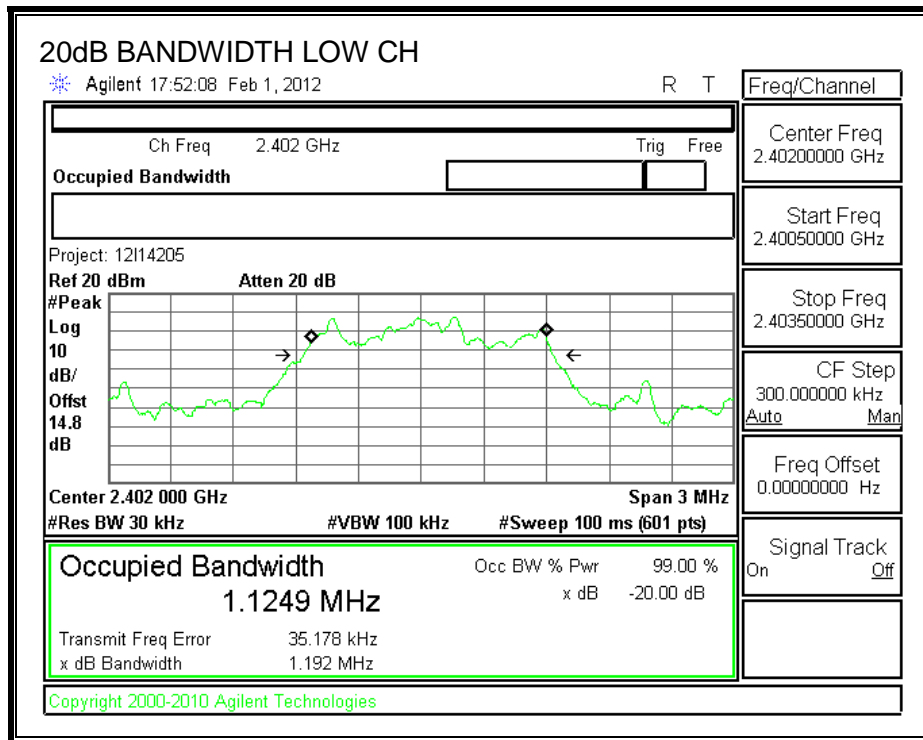 20dB BANDWIDTH LOW CH
Agilent 17:52:08 Feb 1, 2012 R T
Freq/Channel
Ch Freq 2.402 GHz Trig Free
Occupied Bandwidth
Center Freq
2.40200000 GHz
Start Freq
2.40050000 GHz
Stop Freq
2.40350000 GHz
CF Step
300.000000 kHz
Auto Man
Freq Offset
0.00000000 Hz
Signal Track
On Off
Project: 12I14205
Ref 20 dBm Atten 20 dB
#Peak
Log
10
dB/
Offst
14.8
dB
Center 2.402 000 GHz Span 3 MHz
#Res BW 30 kHz #VBW 100 kHz #Sweep 100 ms (601 pts)
Occupied Bandwidth Occ BW % Pwr 99.00 %
1.1249 MHz x dB -20.00 dB
Transmit Freq Error 35.178 kHz
x dB Bandwidth 1.192 MHz
Copyright 2000-2010 Agilent Technologies